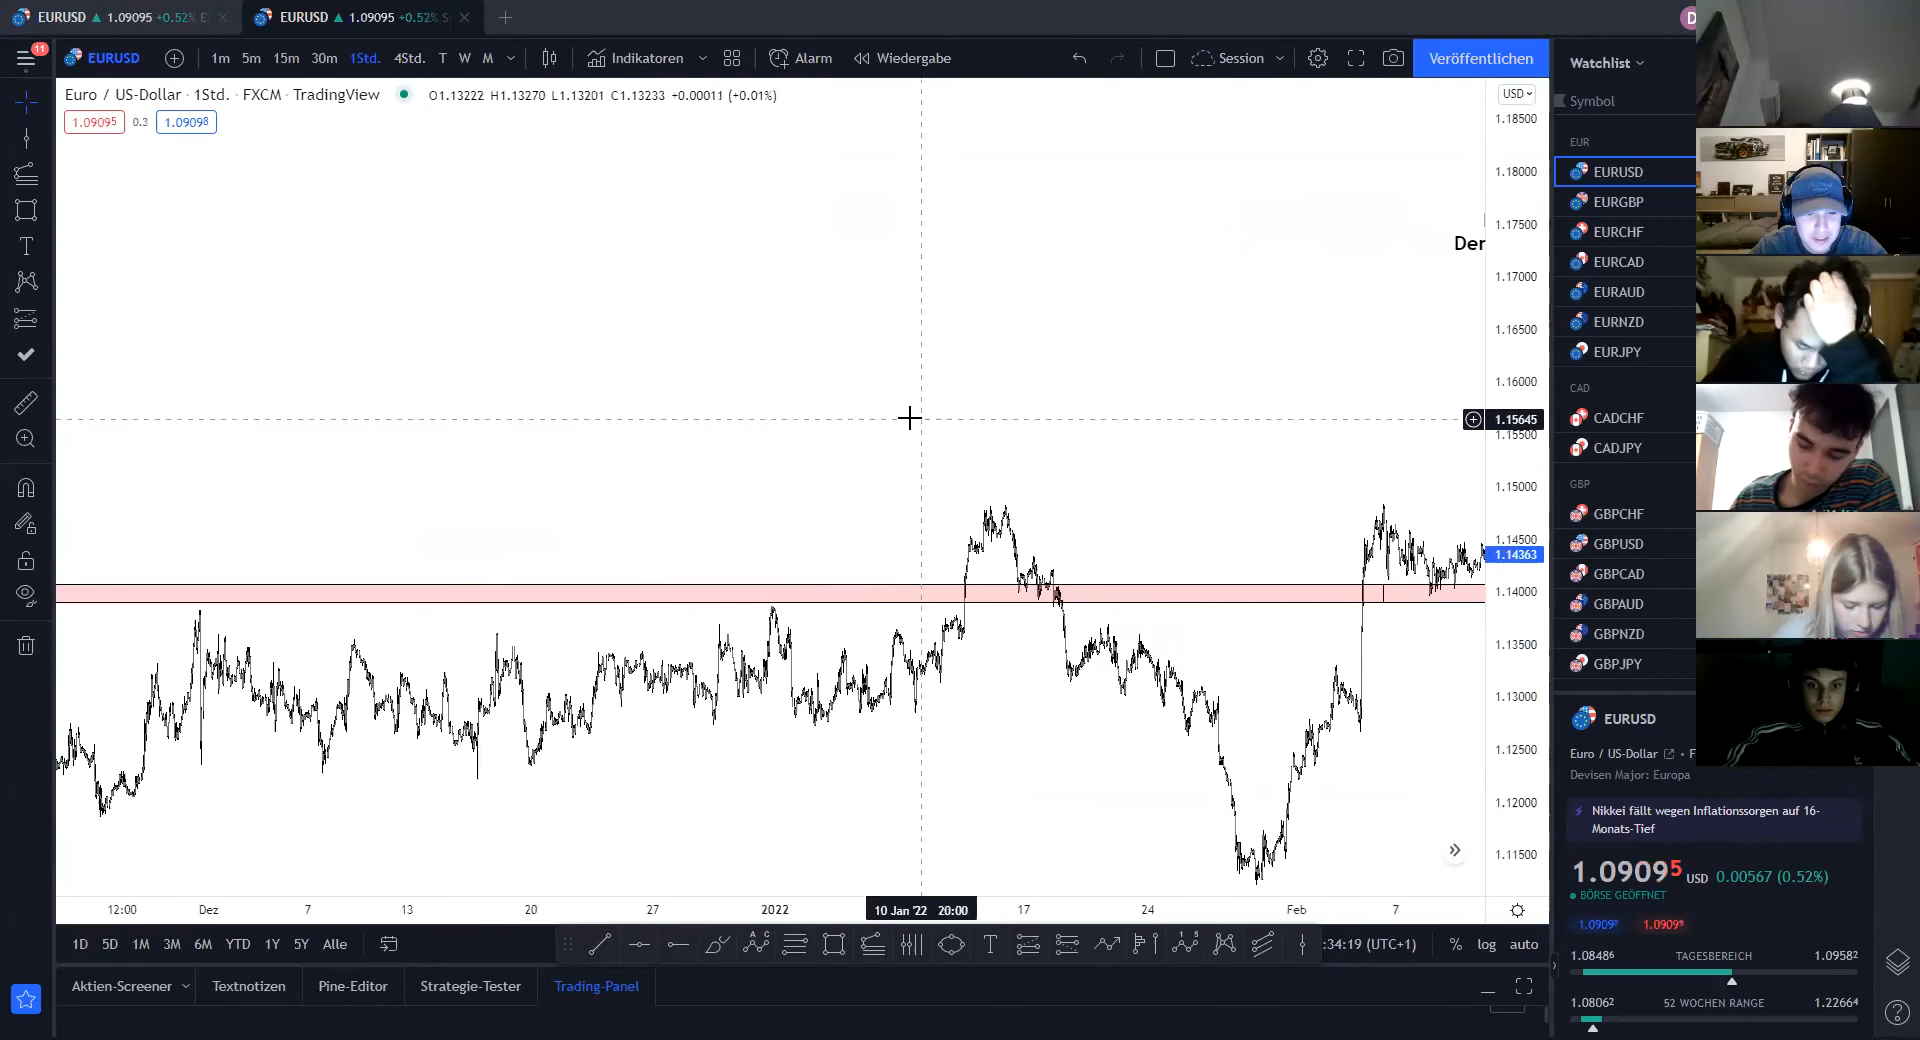 EURUSD ▲ 1.09095 +0.52% E
EURUSD ▲ 1.09095 +0.52% S
D
11
EURUSD
1m 5m 15m 30m 1Std. 4Std. T W M
Indikatoren
Alarm
Wiedergabe
Session
Veröffentlichen
Euro / US-Dollar · 1Std. · FXCM · TradingView
O1.13222 H1.13270 L1.13201 C1.13233 +0.00011 (+0.01%)
1.09095 0.3 1.09098
USD
1.18500
1.18000
1.17500
Der
1.17000
1.16500
1.16000
1.15645
1.15500
1.15000
1.14500
1.14363
1.14000
1.13500
1.13000
1.12500
1.12000
1.11500
12:00 Dez 7 13 20 27 2022 10 Jan '22 20:00 17 24 Feb 7
1D 5D 1M 3M 6M YTD 1Y 5Y Alle
:34:19 (UTC+1) % log auto
Aktien-Screener
Textnotizen
Pine-Editor
Strategie-Tester
Trading-Panel
Watchlist
Symbol
EUR
EURUSD
EURGBP
EURCHF
EURCAD
EURAUD
EURNZD
EURJPY
CAD
CADCHF
CADJPY
GBP
GBPCHF
GBPUSD
GBPCAD
GBPAUD
GBPNZD
GBPJPY
EURUSD
Euro / US-Dollar • F
Devisen Major: Europa
Nikkei fällt wegen Inflationssorgen auf 16-
Monats-Tief
1.09095 USD 0.00567 (0.52%)
BÖRSE GEÖFFNET
1.08486 TAGESBEREICH 1.09582
1.08062 52 WOCHEN RANGE 1.22664